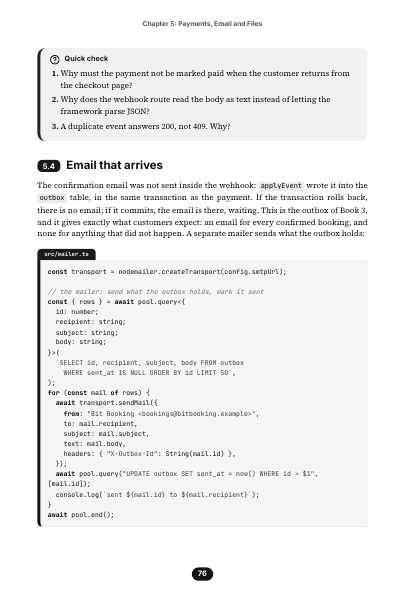 Chapter 5: Payments, Email and Files
? Quick check
1. Why must the payment not be marked paid when the customer returns from
the checkout page?
2. Why does the webhook route read the body as text instead of letting the
framework parse JSON?
3. A duplicate event answers 200, not 409. Why?
5.4 Email that arrives
The confirmation email was not sent inside the webhook: applyEvent wrote it into the
outbox table, in the same transaction as the payment. If the transaction rolls back,
there is no email; if it commits, the email is there, waiting. This is the outbox of Book 3,
and it gives exactly what customers expect: an email for every confirmed booking, and
none for anything that did not happen. A separate mailer sends what the outbox holds:
src/mailer.ts
const transport = nodemailer.createTransport(config.smtpUrl);
// the mailer: send what the outbox holds, mark it sent
const { rows } = await pool.query<{
  id: number;
  recipient: string;
  subject: string;
  body: string;
}>(
  `SELECT id, recipient, subject, body FROM outbox
    WHERE sent_at IS NULL ORDER BY id LIMIT 50`,
);
for (const mail of rows) {
  await transport.sendMail({
    from: "Bit Booking <bookings@bitbooking.example>",
    to: mail.recipient,
    subject: mail.subject,
    text: mail.body,
    headers: { "X-Outbox-Id": String(mail.id) },
  });
  await pool.query("UPDATE outbox SET sent_at = now() WHERE id = $1",
[mail.id]);
  console.log(`sent ${mail.id} to ${mail.recipient}`);
}
await pool.end();
76